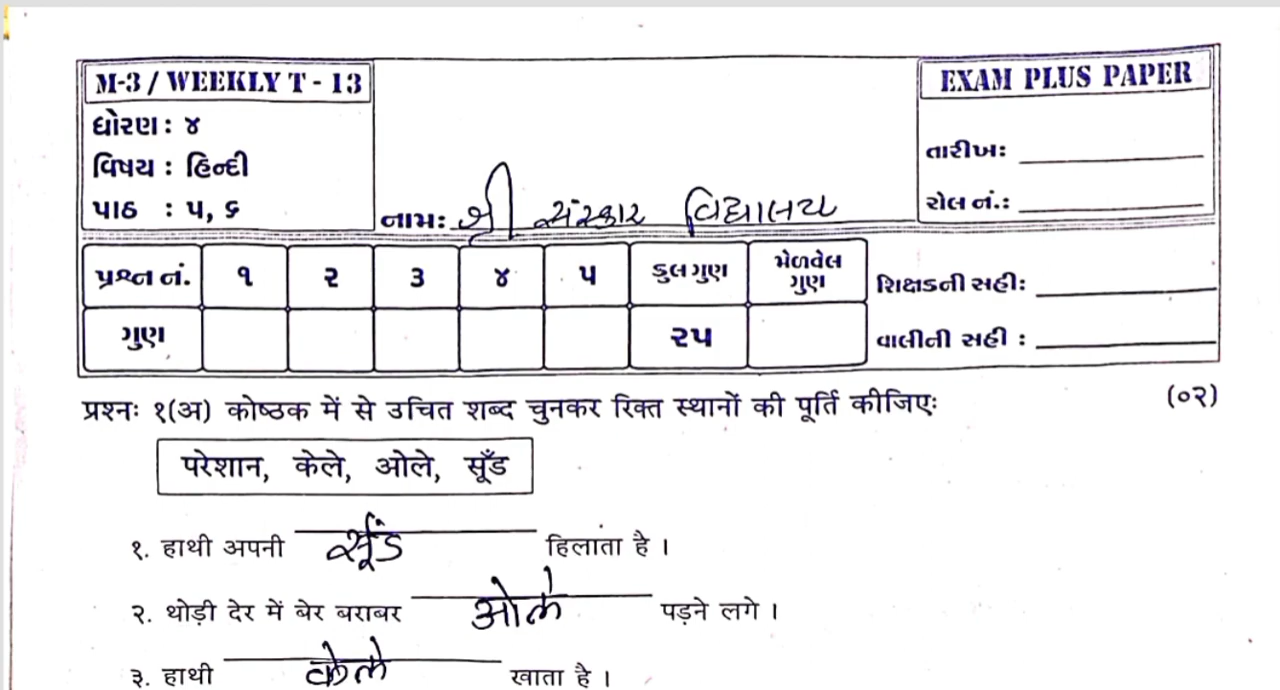 M-3 / WEEKLY T - 13
EXAM PLUS PAPER
ધોરણ : ૪
વિષય : હિન્દી
પાઠ : ૫, ૬
તારીખઃ
નામઃ શ્રી સંસ્કાર વિદ્યાલય
રોલ નં.:
પ્રશ્ન નં. ૧ ૨ ૩ ૪ ૫ કુલ ગુણ મેળવેલ ગુણ
શિક્ષકની સહીઃ
ગુણ ૨૫
વાલીની સહી :
प्रश्नः १(अ) कोष्ठक में से उचित शब्द चुनकर रिक्त स्थानों की पूर्ति कीजिएः (०२)
परेशान, केले, ओले, सूँड
१. हाथी अपनी सूंड हिलाता है ।
२. थोड़ी देर में बेर बराबर ओले पड़ने लगे ।
३. हाथी केले खाता है ।